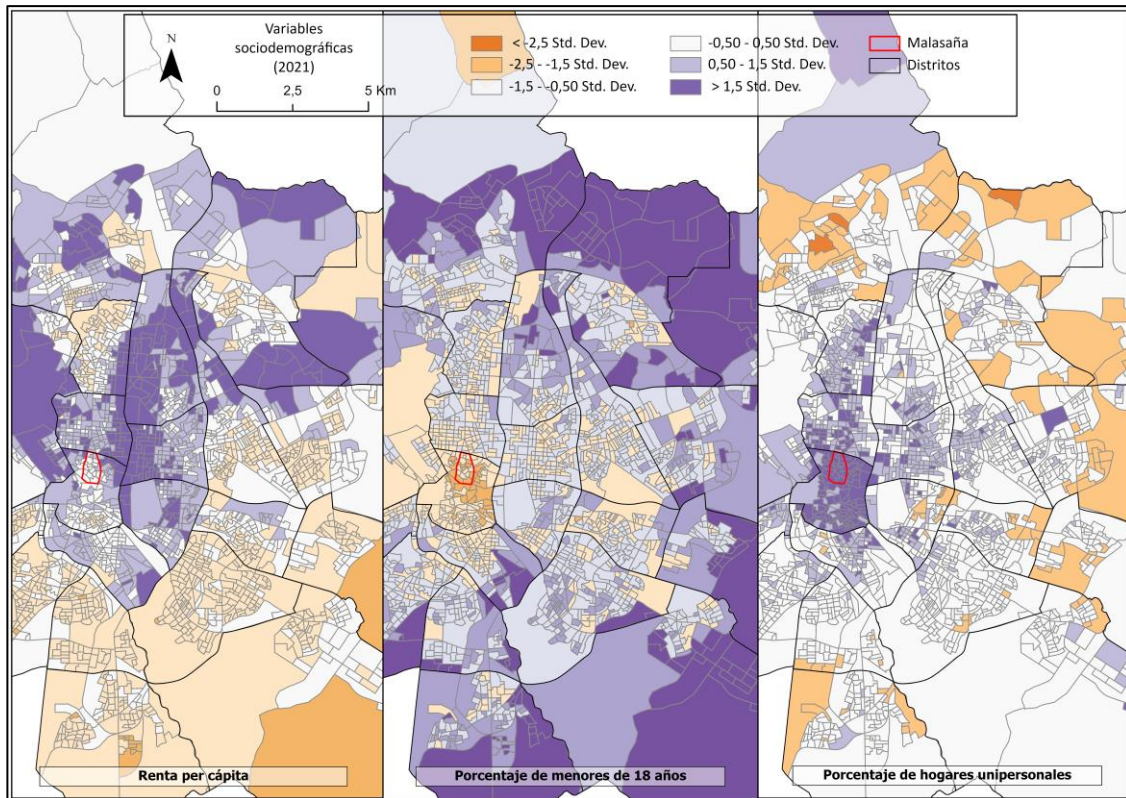 Variables
sociodemográficas
(2021)
N
0 2,5 5 Km
< -2,5 Std. Dev.
-2,5 - -1,5 Std. Dev.
-1,5 - -0,50 Std. Dev.
-0,50 - 0,50 Std. Dev.
0,50 - 1,5 Std. Dev.
> 1,5 Std. Dev.
Malasaña
Distritos
Renta per cápita
Porcentaje de menores de 18 años
Porcentaje de hogares unipersonales